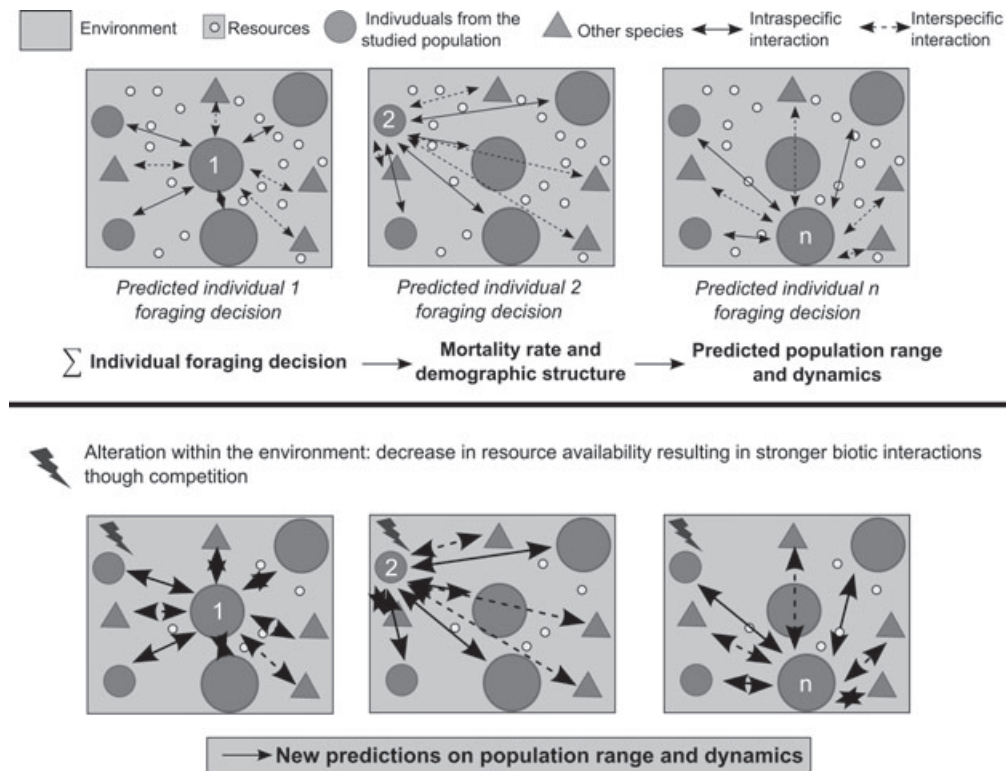 Environment
Resources
Indivuduals from the
studied population
Other species
Intraspecific
interaction
Interspecific
interaction
1
2
n
Predicted individual 1
foraging decision
Predicted individual 2
foraging decision
Predicted individual n
foraging decision
∑ Individual foraging decision
Mortality rate and
demographic structure
Predicted population range
and dynamics
Alteration within the environment: decrease in resource availability resulting in stronger biotic interactions
though competition
1
2
n
New predictions on population range and dynamics